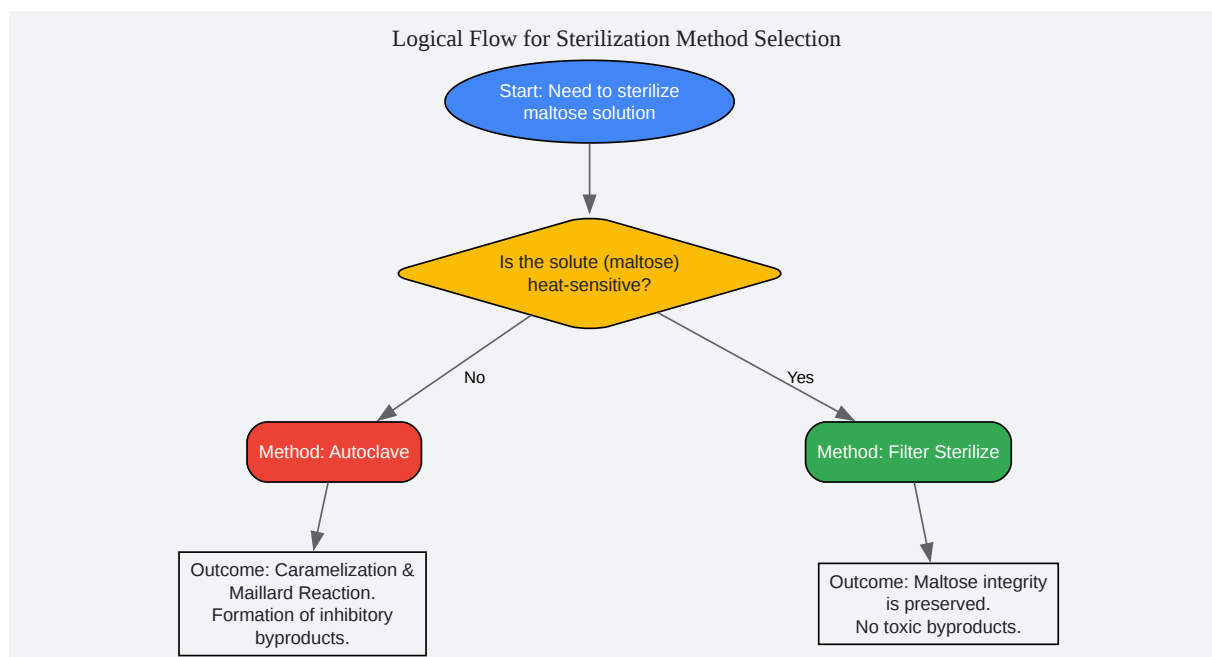 Logical Flow for Sterilization Method Selection
Start: Need to sterilize
maltose solution
Is the solute (maltose)
heat-sensitive?
No
Yes
Method: Autoclave
Method: Filter Sterilize
Outcome: Caramelization &
Maillard Reaction.
Formation of inhibitory
byproducts.
Outcome: Maltose integrity
is preserved.
No toxic byproducts.